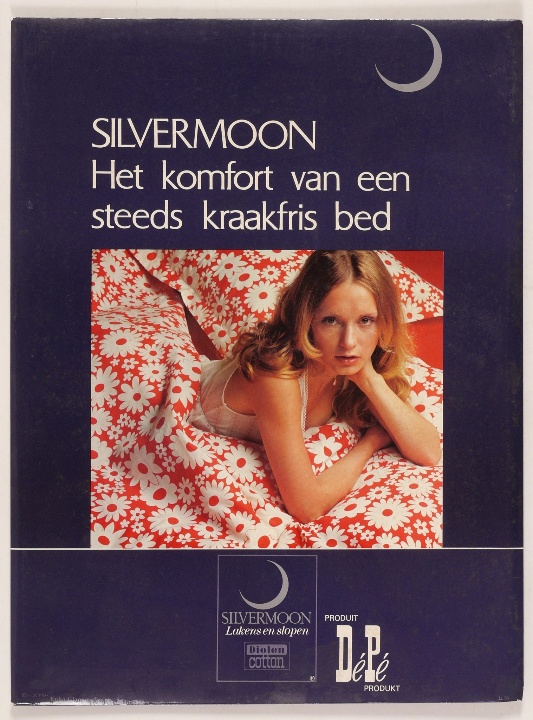 SILVERMOON
Het komfort van een
steeds kraakfris bed
SILVERMOON
Lakens en slopen
Diolen
cotton
PRODUIT
DéPé
PRODUKT